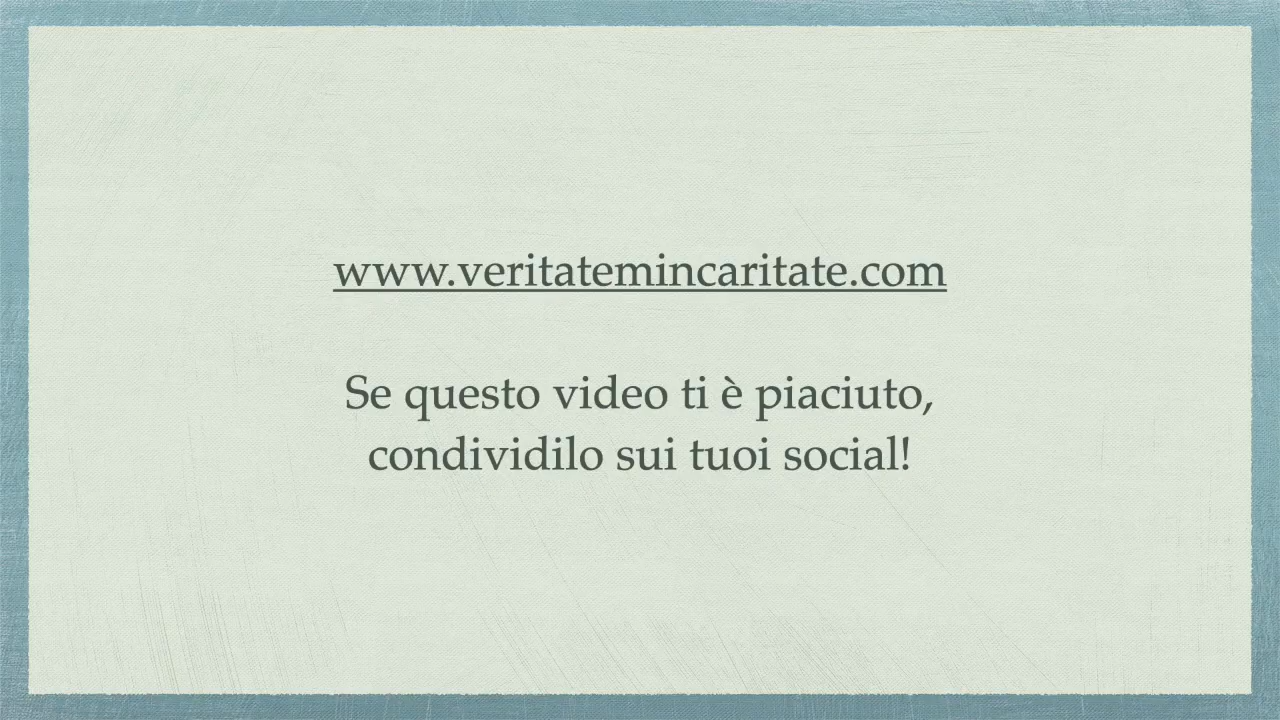 www.veritatemincaritate.com
Se questo video ti è piaciuto,
condividilo sui tuoi social!